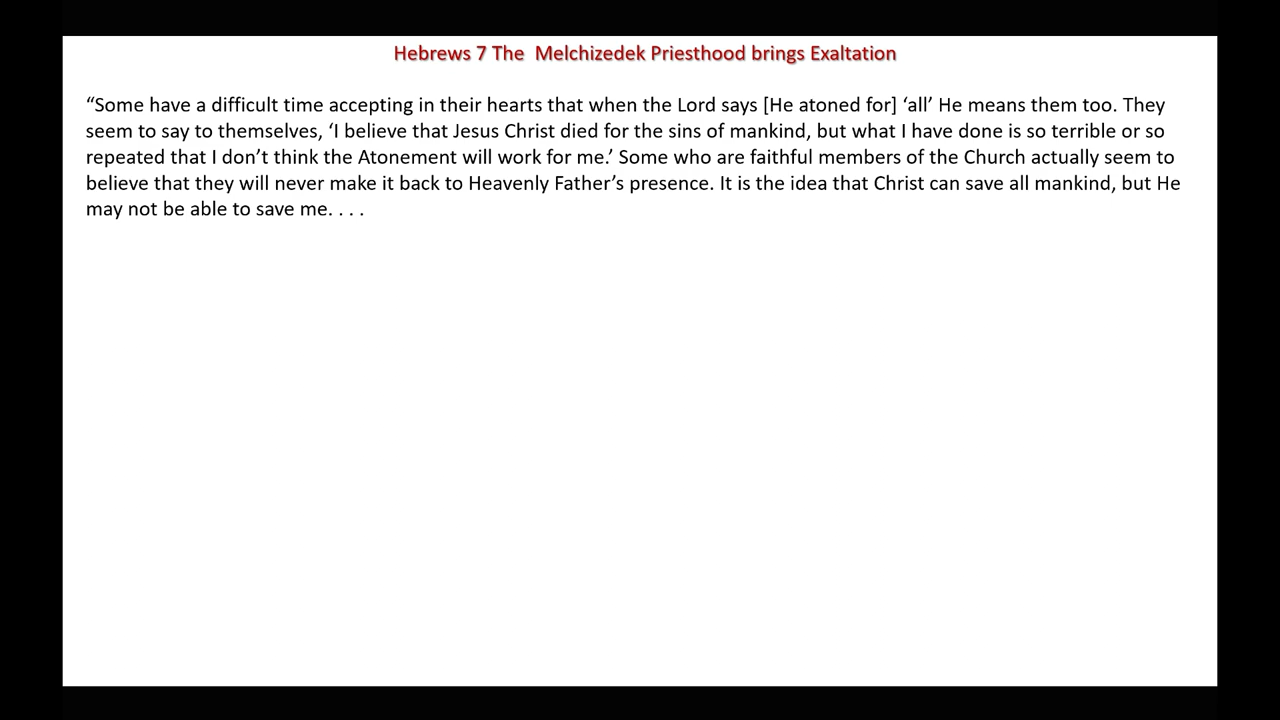 Hebrews 7 The  Melchizedek Priesthood brings Exaltation
“Some have a difficult time accepting in their hearts that when the Lord says [He atoned for] ‘all’ He means them too. They
seem to say to themselves, ‘I believe that Jesus Christ died for the sins of mankind, but what I have done is so terrible or so
repeated that I don’t think the Atonement will work for me.’ Some who are faithful members of the Church actually seem to
believe that they will never make it back to Heavenly Father’s presence. It is the idea that Christ can save all mankind, but He
may not be able to save me. . . .